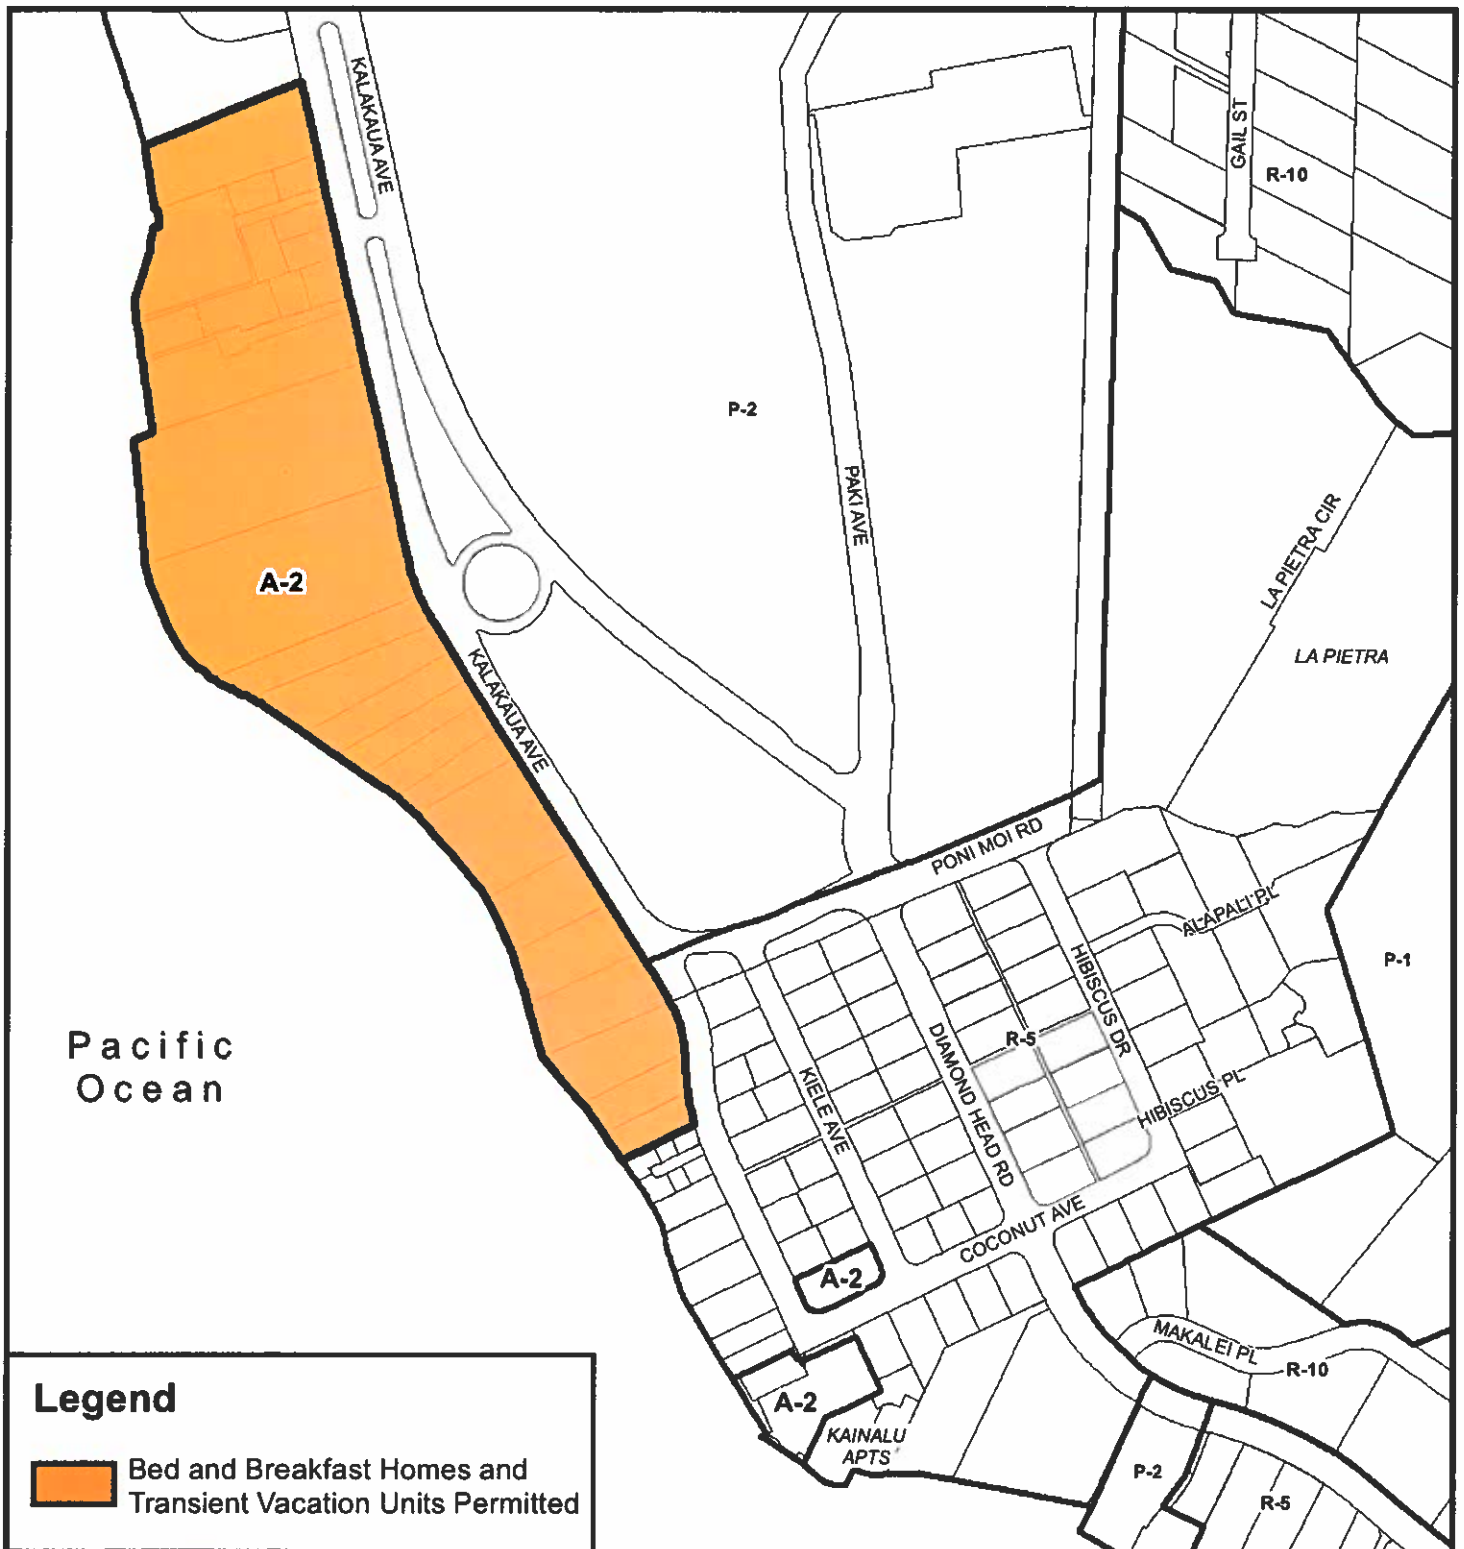 KALAKAUA AVE
GAIL ST
R-10
P-2
PAKI AVE
LA PIETRA CIR
A-2
LA PIETRA
KALAKAUA AVE
PONI MOI RD
ALAPALI PL
HIBISCUS DR
P-1
Pacific
Ocean
R-5
DIAMOND HEAD RD
KIELE AVE
HIBISCUS PL
COCONUT AVE
A-2
MAKALEI PL
R-10
A-2
KAINALU
APTS
P-2
R-5
Legend
Bed and Breakfast Homes and
Transient Vacation Units Permitted